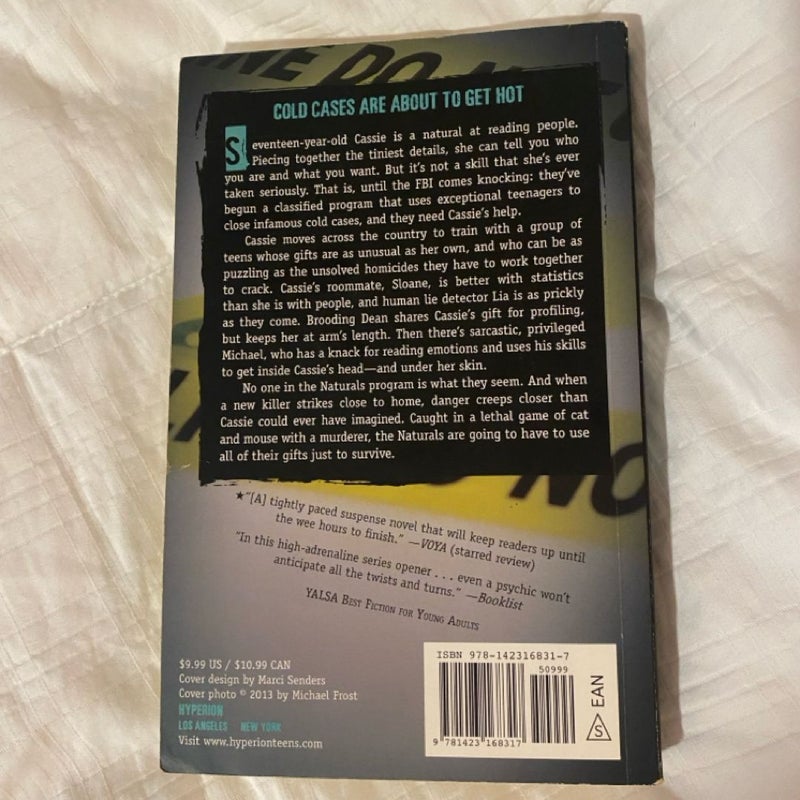 COLD CASES ARE ABOUT TO GET HOT
Seventeen-year-old Cassie is a natural at reading people.
Piecing together the tiniest details, she can tell you who
you are and what you want. But it's not a skill that she's ever
taken seriously. That is, until the FBI comes knocking: they've
begun a classified program that uses exceptional teenagers to
close infamous cold cases, and they need Cassie's help.
Cassie moves across the country to train with a group of
teens whose gifts are as unusual as her own, and who can be as
puzzling as the unsolved homicides they have to work together
to crack. Cassie's roommate, Sloane, is better with statistics
than she is with people, and human lie detector Lia is as prickly
as they come. Brooding Dean shares Cassie's gift for profiling,
but keeps her at arm's length. Then there's sarcastic, privileged
Michael, who has a knack for reading emotions and uses his skills
to get inside Cassie's head—and under her skin.
No one in the Naturals program is what they seem. And when
a new killer strikes close to home, danger creeps closer than
Cassie could ever have imagined. Caught in a lethal game of cat
and mouse with a murderer, the Naturals are going to have to use
all of their gifts just to survive.
NO
★"[A] tightly paced suspense novel that will keep readers up until
the wee hours to finish." —VOYA (starred review)
"In this high-adrenaline series opener . . . even a psychic won't
anticipate all the twists and turns." —Booklist
YALSA BEST FICTION FOR YOUNG ADULTS
$9.99 US / $10.99 CAN
Cover design by Marci Senders
Cover photo © 2013 by Michael Frost
HYPERION
LOS ANGELES NEW YORK
Visit www.hyperionteens.com
ISBN 978-142316831-7
50999
9 781423 168317
S EAN